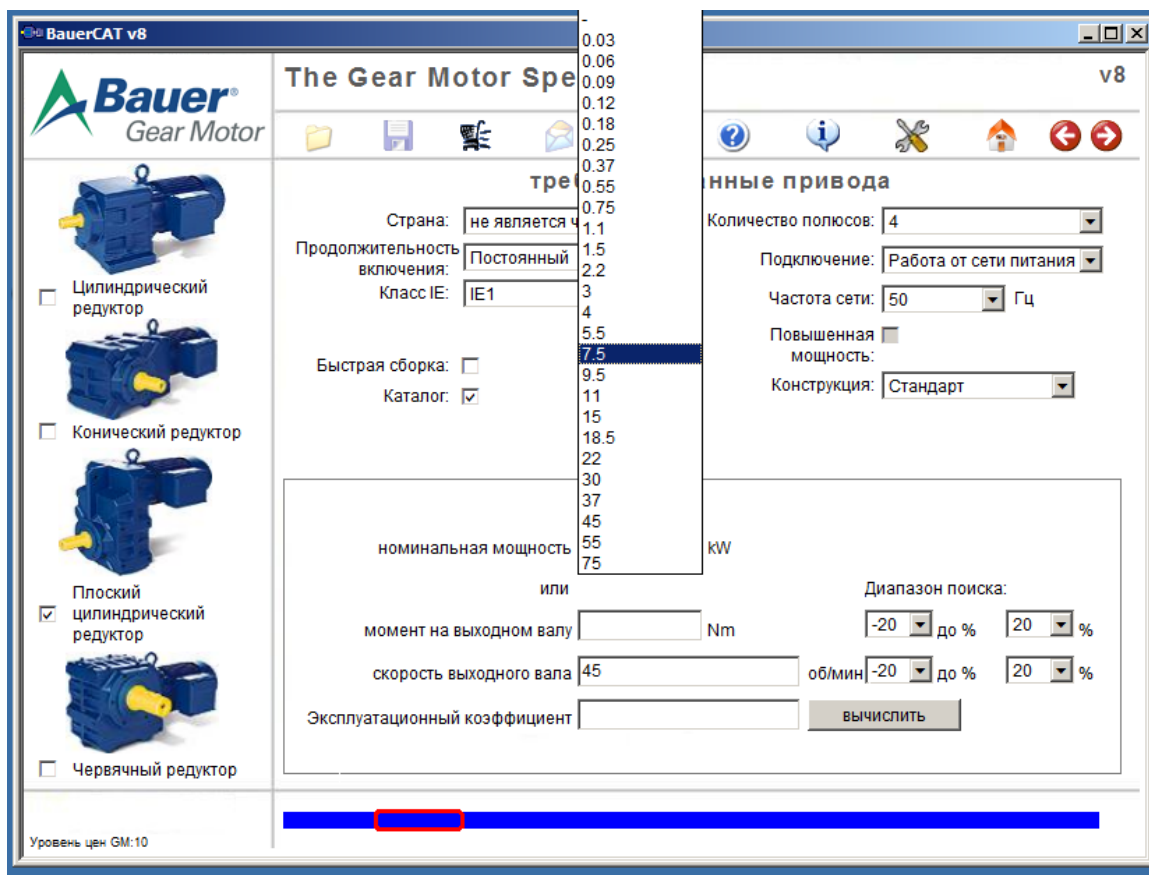 BauerCAT v8
Bauer®
Gear Motor
The Gear Motor Spe
v8
-
0.03
0.06
0.09
0.12
0.18
0.25
0.37
0.55
0.75
1.1
1.5
2.2
3
4
5.5
7.5
9.5
11
15
18.5
22
30
37
45
55
75
Цилиндрический
редуктор
Конический редуктор
Плоский
цилиндрический
редуктор
Червячный редуктор
Уровень цен GM:10
тре
нные привода
Страна: не является ч
Продолжительность
включения: Постоянный
Класс IE: IE1
Быстрая сборка:
Каталог:
Количество полюсов: 4
Подключение: Работа от сети питания
Частота сети: 50 Гц
Повышенная
мощность:
Конструкция: Стандарт
номинальная мощность kW
или Диапазон поиска:
момент на выходном валу Nm -20 до % 20 %
скорость выходного вала 45 об/мин -20 до % 20 %
Эксплуатационный коэффициент вычислить